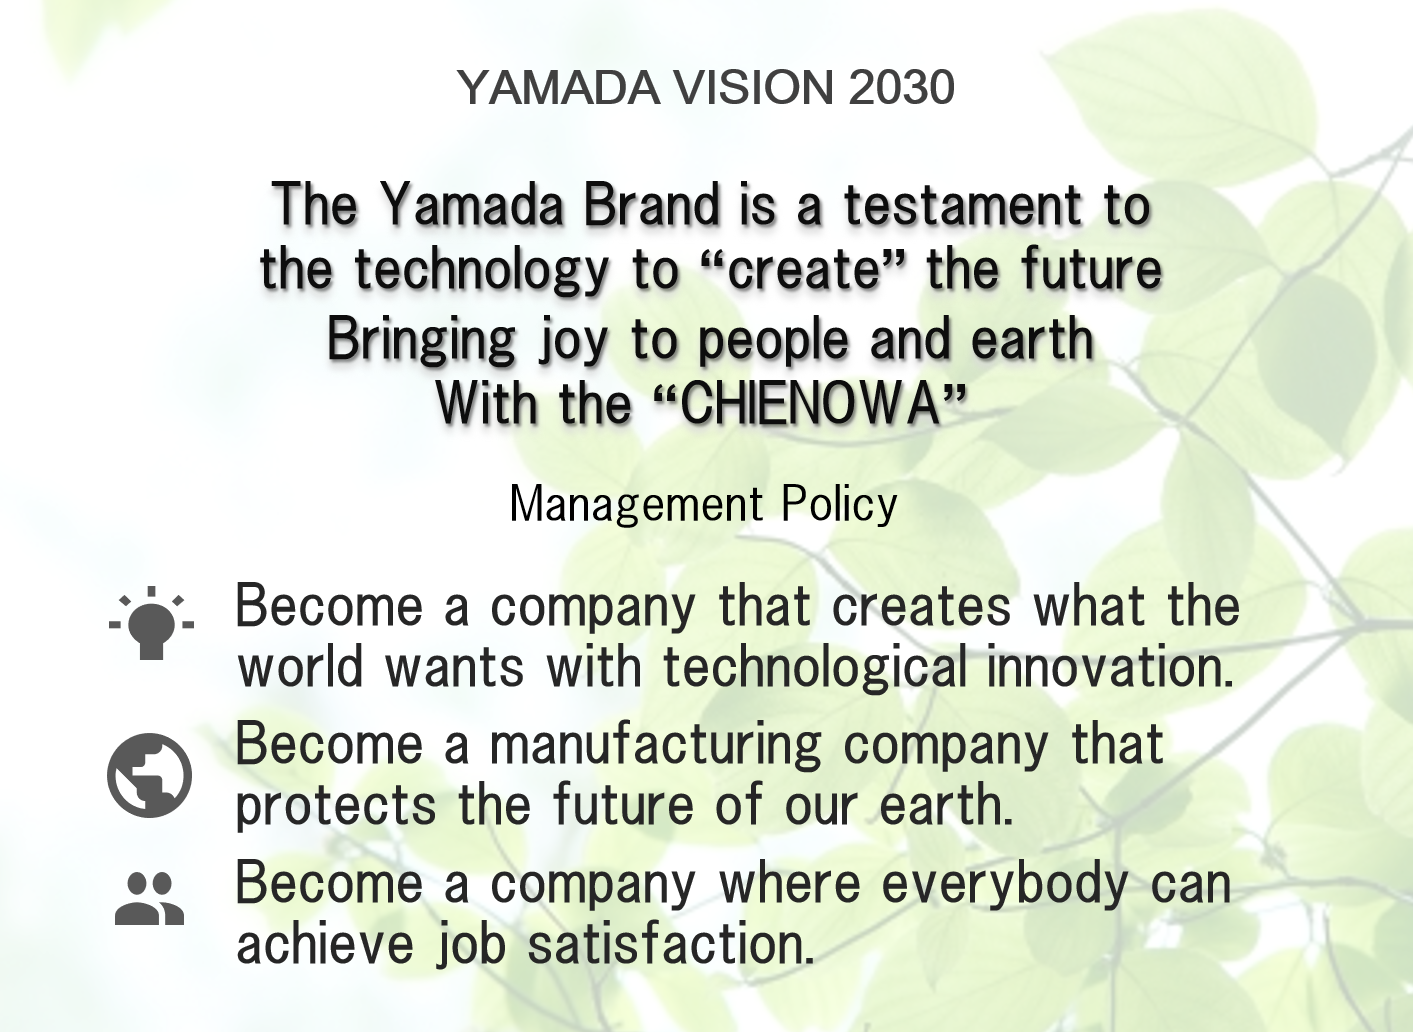 YAMADA VISION 2030
The Yamada Brand is a testament to
the technology to “create” the future
Bringing joy to people and earth
With the “CHIENOWA”
Management Policy
Become a company that creates what the
world wants with technological innovation.
Become a manufacturing company that
protects the future of our earth.
Become a company where everybody can
achieve job satisfaction.